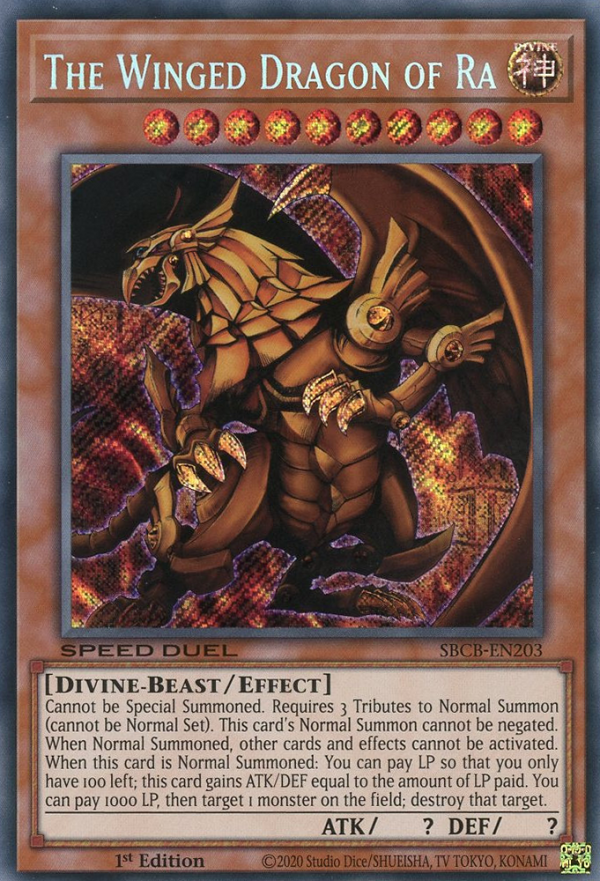 THE WINGED DRAGON OF RA
DIVINE
神
SPEED DUEL
SBCB-EN203
[DIVINE-BEAST/EFFECT]
Cannot be Special Summoned. Requires 3 Tributes to Normal Summon
(cannot be Normal Set). This card's Normal Summon cannot be negated.
When Normal Summoned, other cards and effects cannot be activated.
When this card is Normal Summoned: You can pay LP so that you only
have 100 left; this card gains ATK/DEF equal to the amount of LP paid. You
can pay 1000 LP, then target 1 monster on the field; destroy that target.
ATK/ ? DEF/ ?
1st Edition
©2020 Studio Dice/SHUEISHA, TV TOKYO, KONAMI